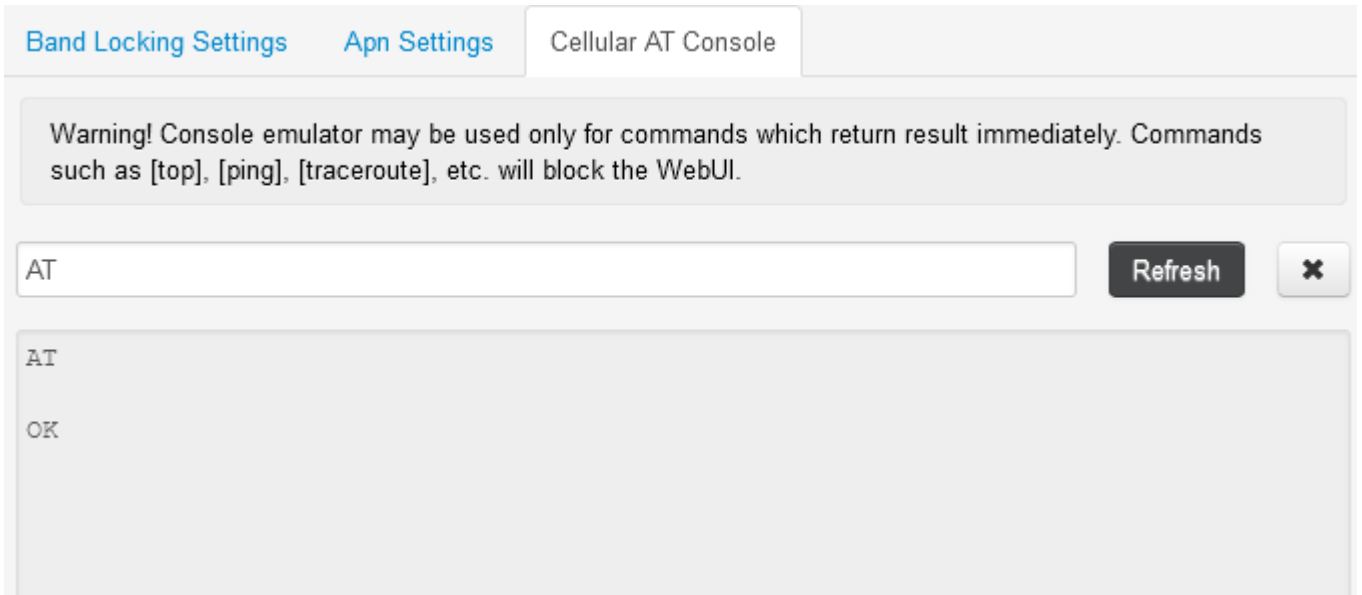 Band Locking Settings Apn Settings Cellular AT Console
Warning! Console emulator may be used only for commands which return result immediately. Commands
such as [top], [ping], [traceroute], etc. will block the WebUI.
AT Refresh ✖
AT
OK